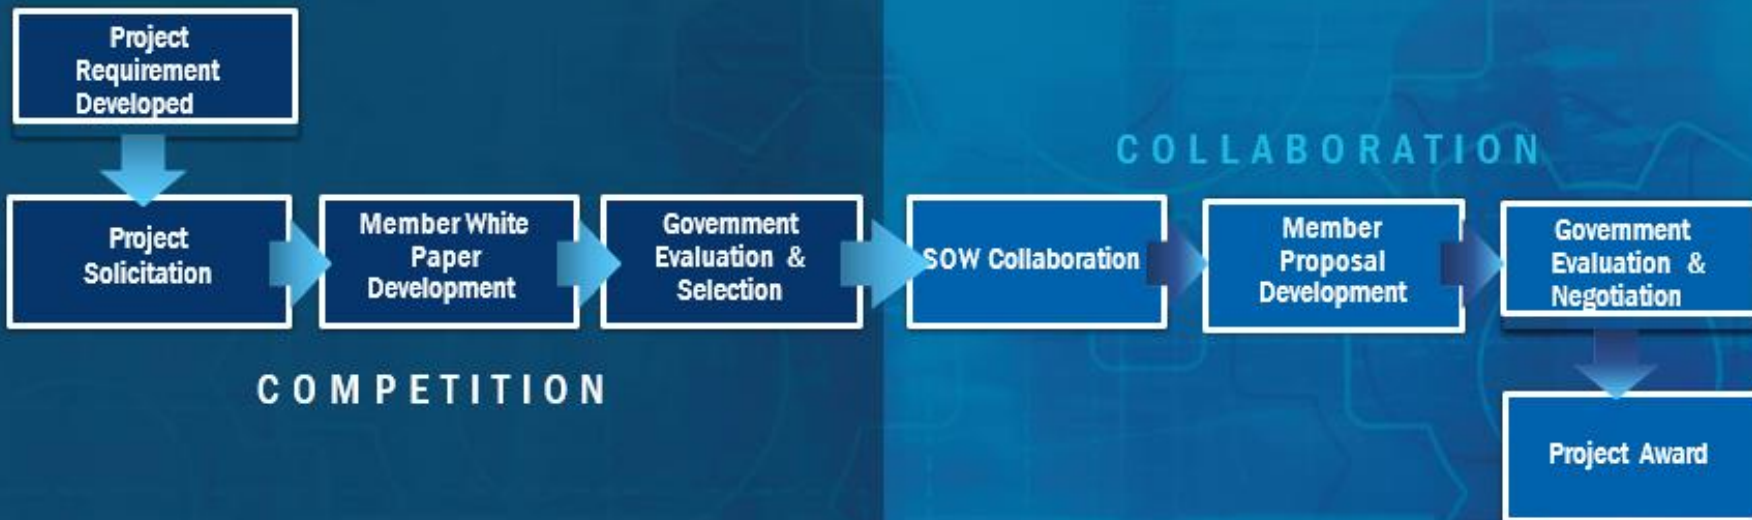 Project
Requirement
Developed
COLLABORATION
Project
Solicitation
Member White
Paper
Development
Government
Evaluation &
Selection
SOW Collaboration
Member
Proposal
Development
Government
Evaluation &
Negotiation
COMPETITION
Project Award